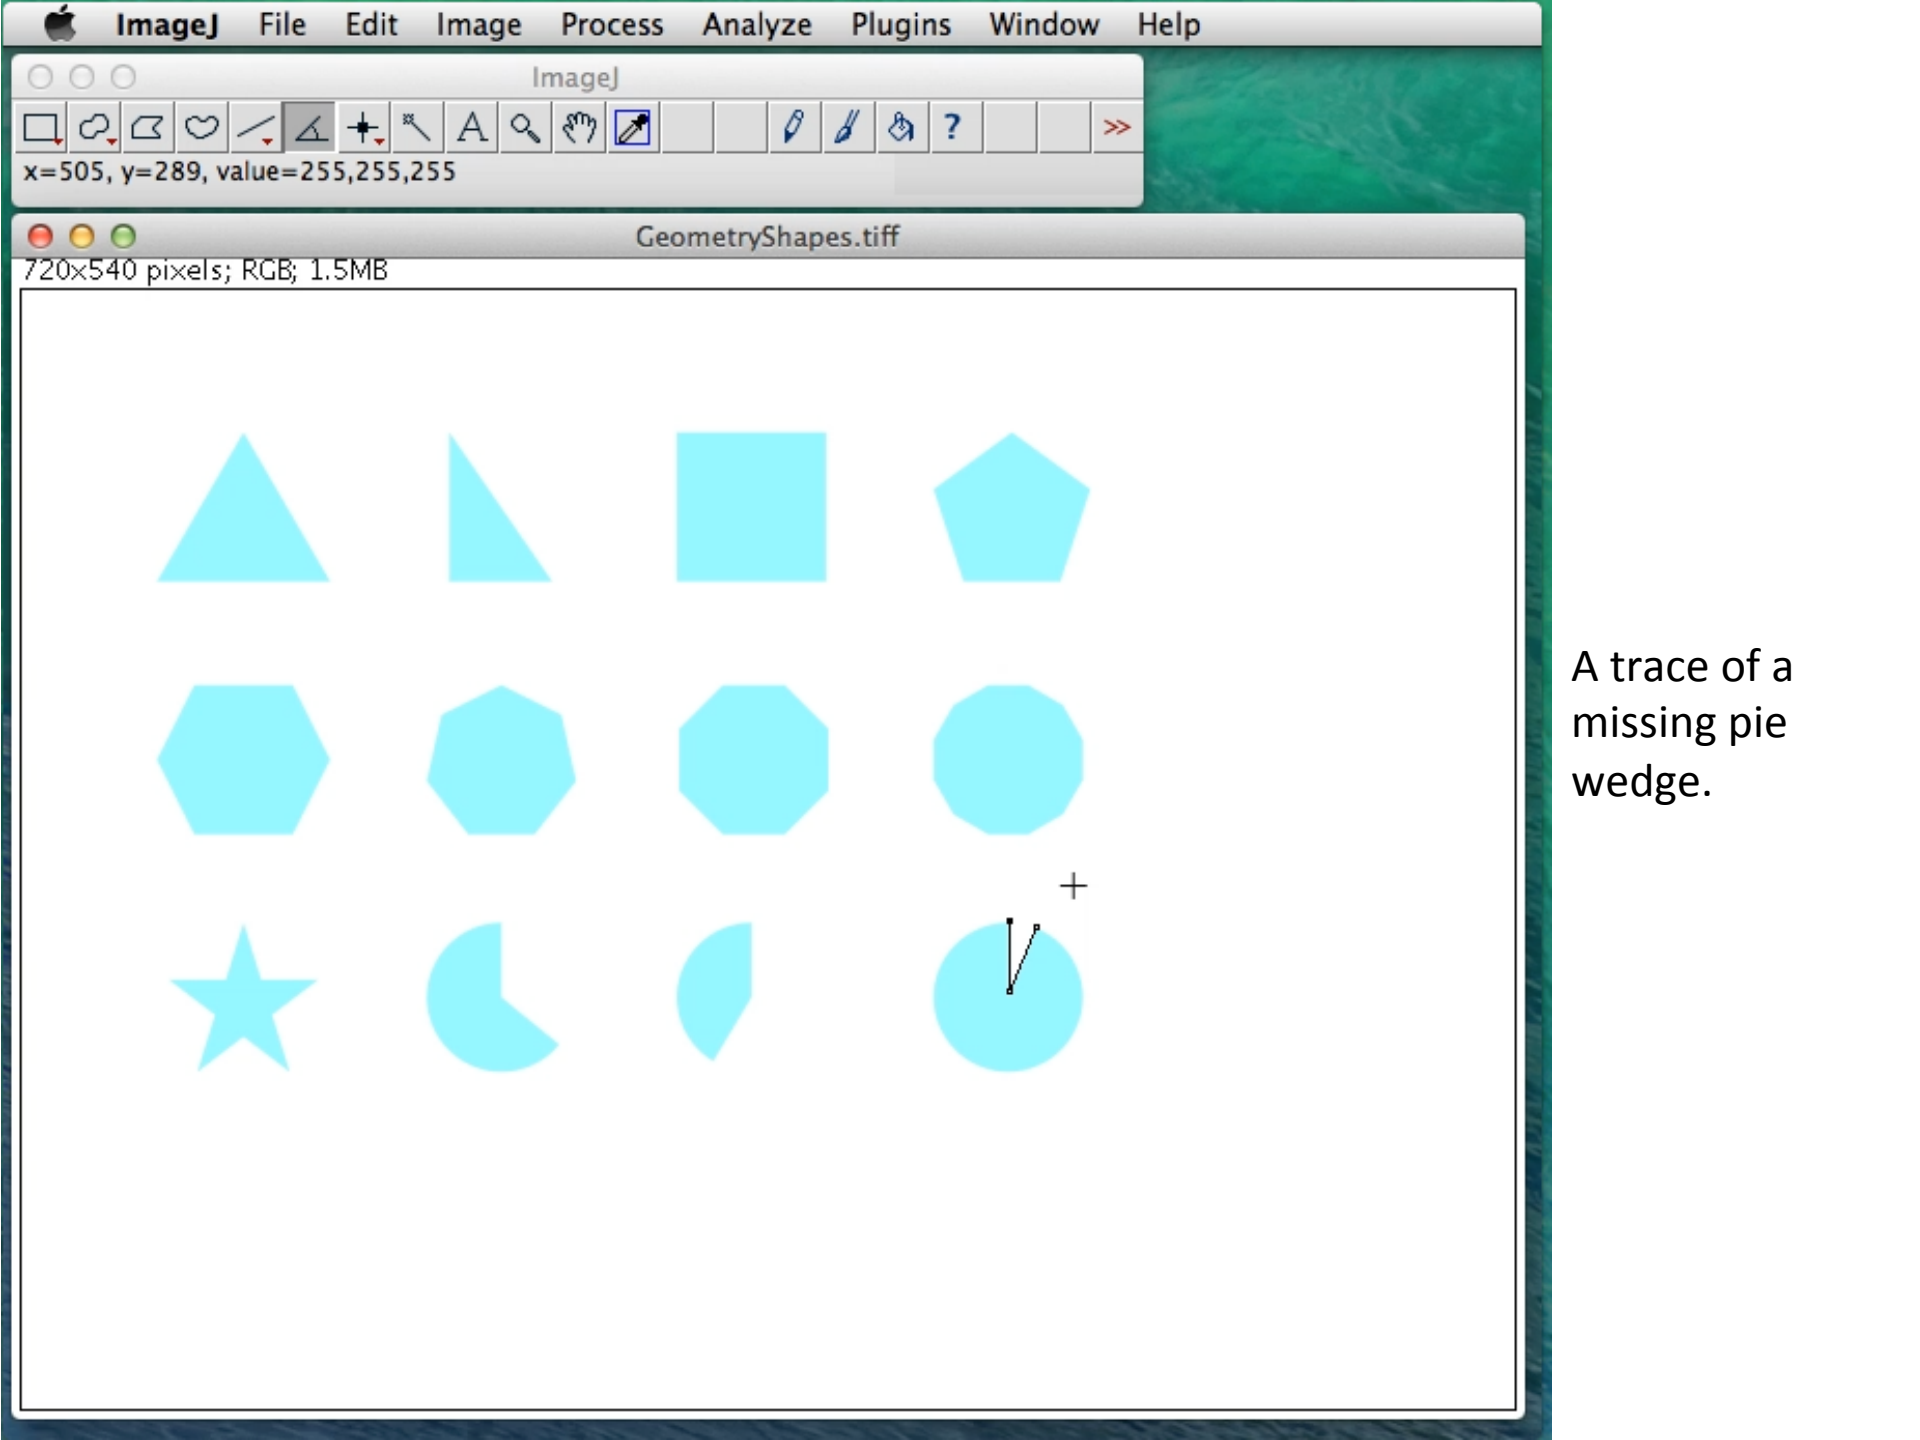 ImageJ File Edit Image Process Analyze Plugins Window Help
ImageJ
A ? >>
x=505, y=289, value=255,255,255
GeometryShapes.tiff
720x540 pixels; RGB; 1.5MB
A trace of a
missing pie
wedge.